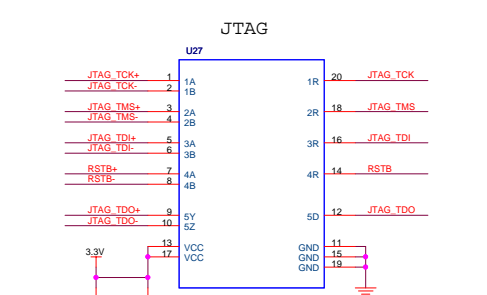 JTAG
U27
JTAG_TCK+ 1 1A 1R 20 JTAG_TCK
JTAG_TCK- 2 1B
JTAG_TMS+ 3 2A 2R 18 JTAG_TMS
JTAG_TMS- 4 2B
JTAG_TDI+ 5 3A 3R 16 JTAG_TDI
JTAG_TDI- 6 3B
RSTB+ 7 4A 4R 14 RSTB
RSTB- 8 4B
JTAG_TDO+ 9 5Y 5D 12 JTAG_TDO
JTAG_TDO- 10 5Z
13 VCC GND 11
3.3V 17 VCC GND 15
GND 19